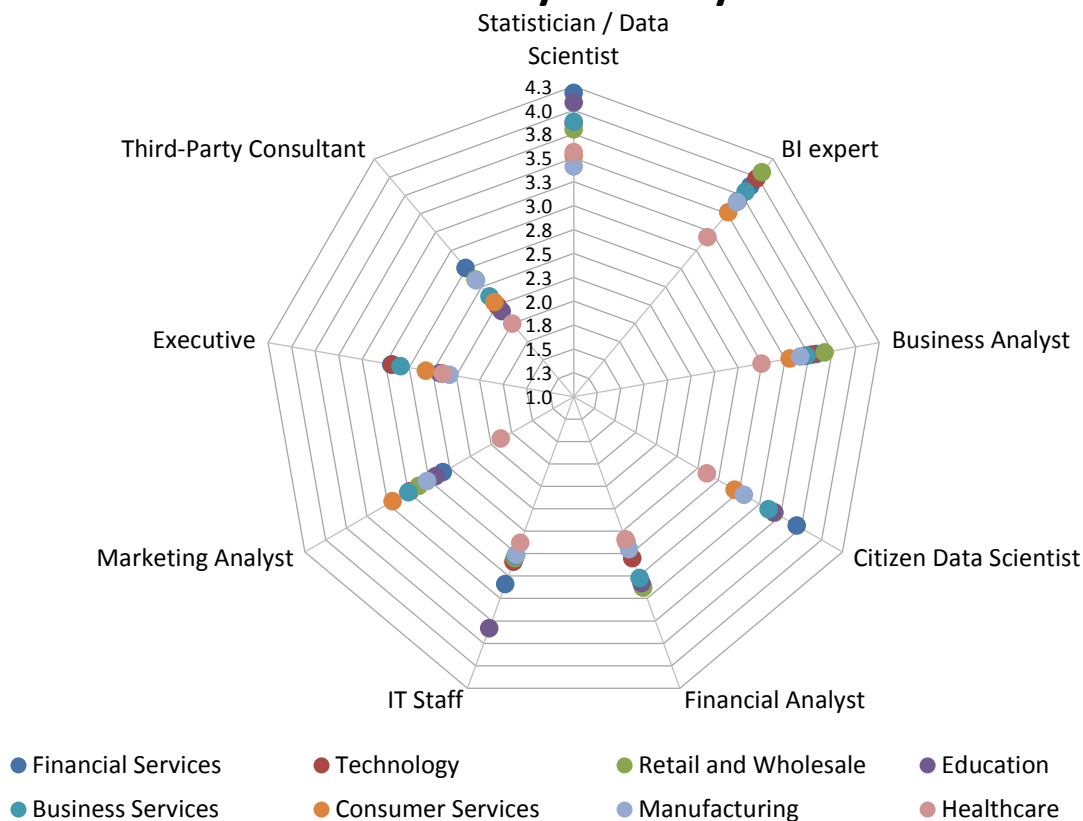 Statistician / Data
Scientist
4.3
4.0
3.8
3.5
3.3
3.0
2.8
2.5
2.3
2.0
1.8
1.5
1.3
1.0
BI expert
Business Analyst
Citizen Data Scientist
Financial Analyst
IT Staff
Marketing Analyst
Executive
Third-Party Consultant
Financial Services
Technology
Retail and Wholesale
Education
Business Services
Consumer Services
Manufacturing
Healthcare